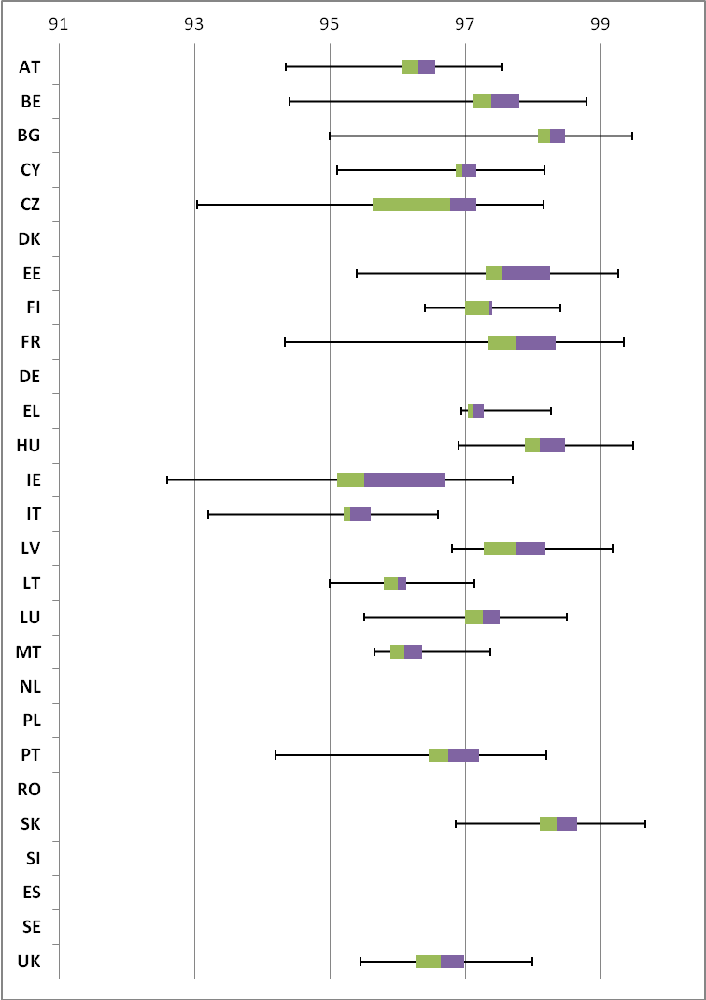 91 93 95 97 99
AT
BE
BG
CY
CZ
DK
EE
FI
FR
DE
EL
HU
IE
IT
LV
LT
LU
MT
NL
PL
PT
RO
SK
SI
ES
SE
UK